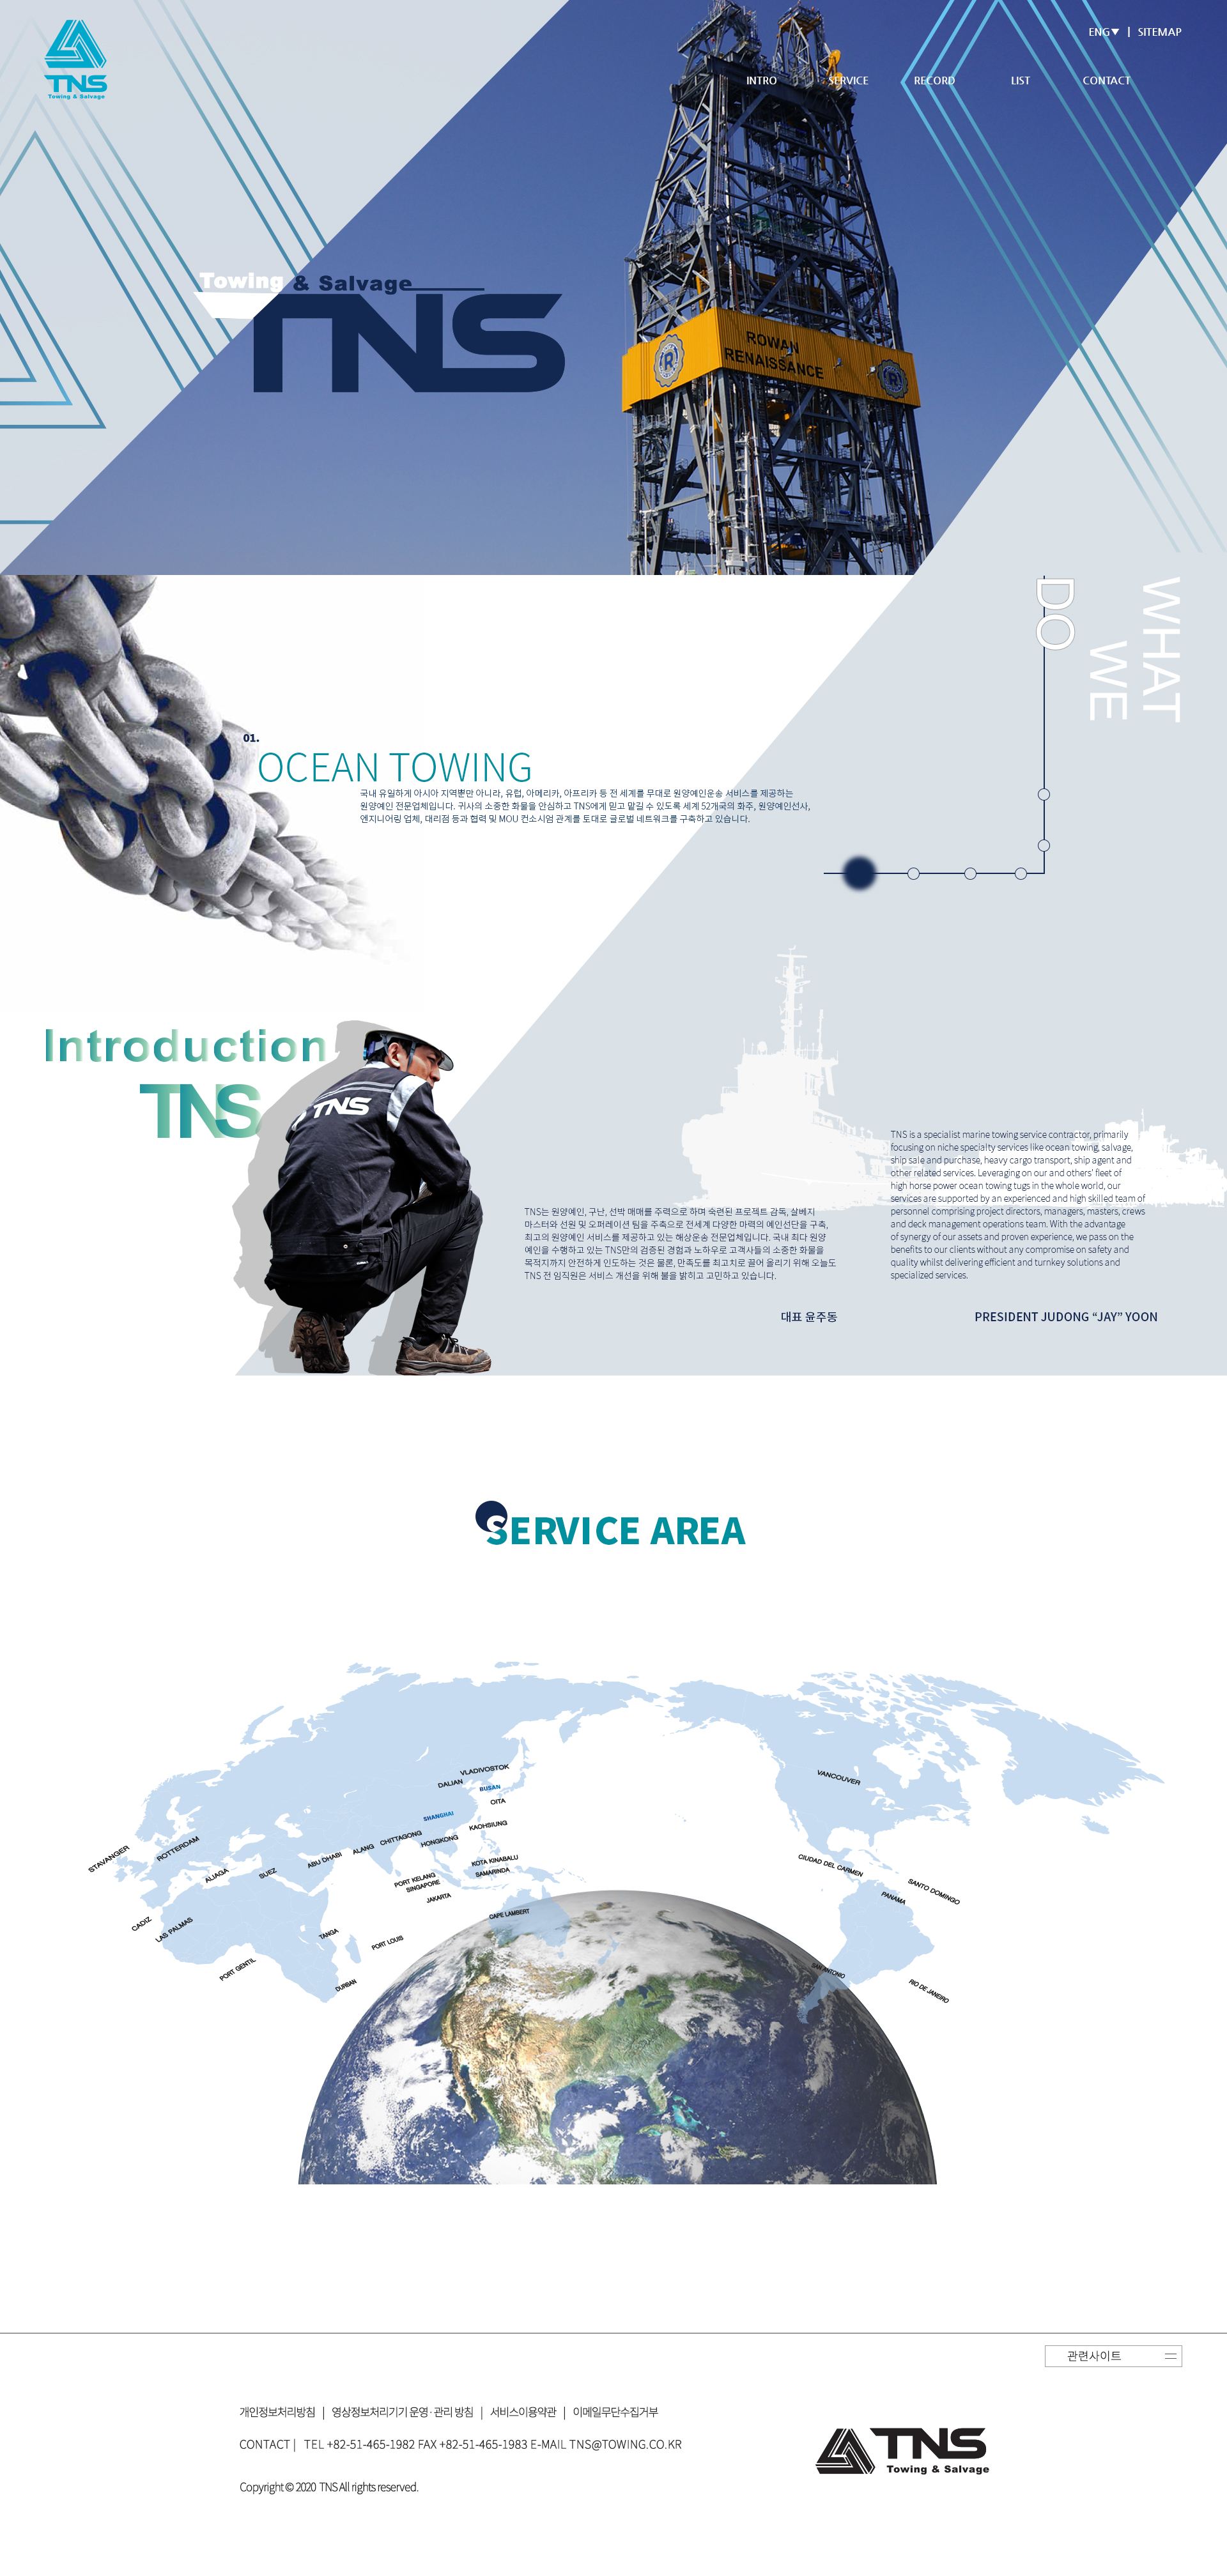 TNS
Towing & Salvage
ENG▼ | SITEMAP
INTRO SERVICE RECORD LIST CONTACT
Towing & Salvage
TNS
ROWAN
RENAISSANCE
R
R
WHAT
WE
DO
01.
OCEAN TOWING
국내 유일하게 아시아 지역뿐만 아니라, 유럽, 아메리카, 아프리카 등 전 세계를 무대로 원양예인운송 서비스를 제공하는
원양예인 전문업체입니다. 귀사의 소중한 화물을 안심하고 TNS에게 믿고 맡길 수 있도록 세계 52개국의 화주, 원양예인선사,
엔지니어링 업체, 대리점 등과 협력 및 MOU 컨소시엄 관계를 토대로 글로벌 네트워크를 구축하고 있습니다.
Introduction
TNS
TNS
TNS는 원양예인, 구난, 선박 매매를 주력으로 하며 숙련된 프로젝트 감독, 살베지
마스터와 선원 및 오퍼레이션 팀을 주축으로 전세계 다양한 마력의 예인선단을 구축,
최고의 원양예인 서비스를 제공하고 있는 해상운송 전문업체입니다. 국내 최다 원양
예인을 수행하고 있는 TNS만의 검증된 경험과 노하우로 고객사들의 소중한 화물을
목적지까지 안전하게 인도하는 것은 물론, 만족도를 최고치로 끌어 올리기 위해 오늘도
TNS 전 임직원은 서비스 개선을 위해 불을 밝히고 고민하고 있습니다.
대표 윤주동
TNS is a specialist marine towing service contractor, primarily
focusing on niche specialty services like ocean towing, salvage,
ship sale and purchase, heavy cargo transport, ship agent and
other related services. Leveraging on our and others' fleet of
high horse power ocean towing tugs in the whole world, our
services are supported by an experienced and high skilled team of
personnel comprising project directors, managers, masters, crews
and deck management operations team. With the advantage
of synergy of our assets and proven experience, we pass on the
benefits to our clients without any compromise on safety and
quality whilst delivering efficient and turnkey solutions and
specialized services.
PRESIDENT JUDONG “JAY” YOON
SERVICE AREA
VLADIVOSTOK
DALIAN
BUSAN
OITA
SHANGHAI
KAOHSIUNG
HONGKONG
CHITTAGONG
ALANG
ABU DHABI
SUEZ
ALIAGA
ROTTERDAM
STAVANGER
KOTA KINABALU
SAMARINDA
PORT KELANG
SINGAPORE
JAKARTA
CAPE LAMBERT
CADIZ
LAS PALMAS
PORT GENTIL
TANGA
PORT LOUIS
DURBAN
VANCOUVER
CIUDAD DEL CARMEN
PANAMA
SANTO DOMINGO
SAN ANTONIO
RIO DE JANEIRO
관련사이트
개인정보처리방침 | 영상정보처리기기 운영·관리 방침 | 서비스이용약관 | 이메일무단수집거부
CONTACT | TEL +82-51-465-1982 FAX +82-51-465-1983 E-MAIL TNS@TOWING.CO.KR
Copyright © 2020 TNS All rights reserved.
TNS
Towing & Salvage